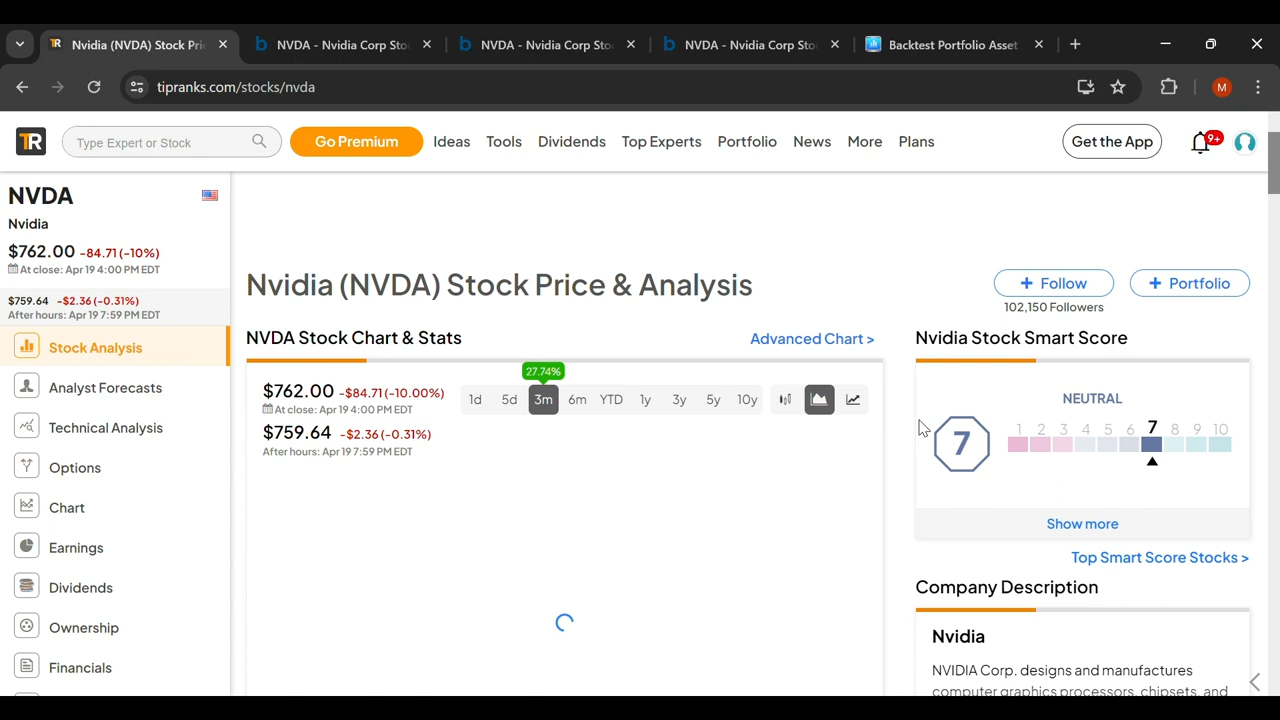 Nvidia (NVDA) Stock Pri
NVDA - Nvidia Corp Sto
NVDA - Nvidia Corp Sto
NVDA - Nvidia Corp Sto
Backtest Portfolio Asset
tipranks.com/stocks/nvda
M
TR
Type Expert or Stock
Go Premium
Ideas
Tools
Dividends
Top Experts
Portfolio
News
More
Plans
Get the App
9+
NVDA
Nvidia
$762.00 -84.71 (-10%)
At close: Apr 19 4:00 PM EDT
$759.64 -$2.36 (-0.31%)
After hours: Apr 19 7:59 PM EDT
Stock Analysis
Analyst Forecasts
Technical Analysis
Options
Chart
Earnings
Dividends
Ownership
Financials
Nvidia (NVDA) Stock Price & Analysis
+ Follow
+ Portfolio
102,150 Followers
NVDA Stock Chart & Stats
Advanced Chart >
27.74%
$762.00 -$84.71 (-10.00%)
At close: Apr 19 4:00 PM EDT
$759.64 -$2.36 (-0.31%)
After hours: Apr 19 7:59 PM EDT
1d 5d 3m 6m YTD 1y 3y 5y 10y
Nvidia Stock Smart Score
NEUTRAL
7
1 2 3 4 5 6 7 8 9 10
Show more
Top Smart Score Stocks >
Company Description
Nvidia
NVIDIA Corp. designs and manufactures
computer graphics processors, chipsets, and